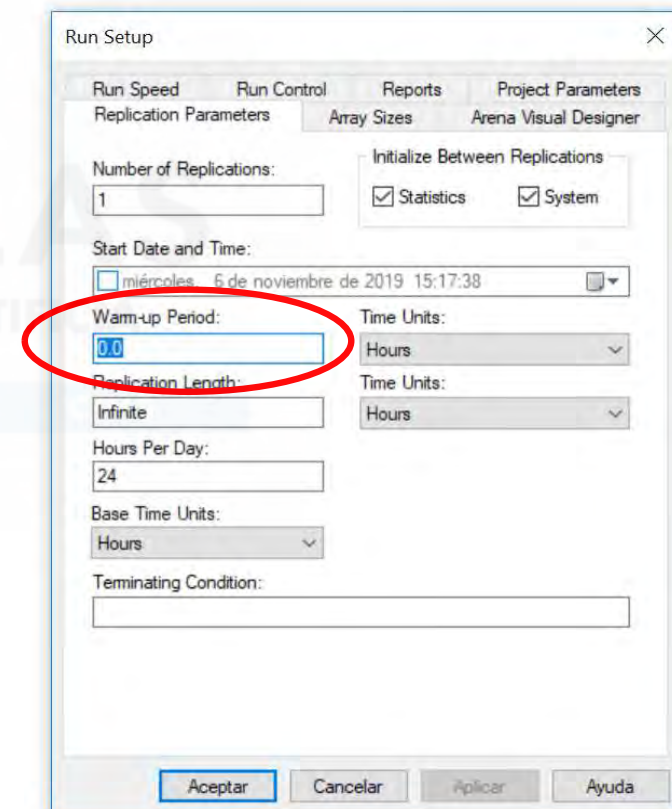 Run Setup
Run Speed Run Control Reports Project Parameters
Replication Parameters Array Sizes Arena Visual Designer
Number of Replications:
1
Initialize Between Replications
Statistics System
Start Date and Time:
miércoles 6 de noviembre de 2019 15:17:38
Warm-up Period: Time Units:
0.0 Hours
Replication Length: Time Units:
Infinite Hours
Hours Per Day:
24
Base Time Units:
Hours
Terminating Condition:
Aceptar Cancelar Aplicar Ayuda